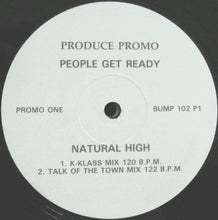 PRODUCE PROMO
PEOPLE GET READY
PROMO ONE BUMP 102 P1
NATURAL HIGH
1. K-KLASS MIX 120 B.P.M.
2. TALK OF THE TOWN MIX 122 B.P.M.